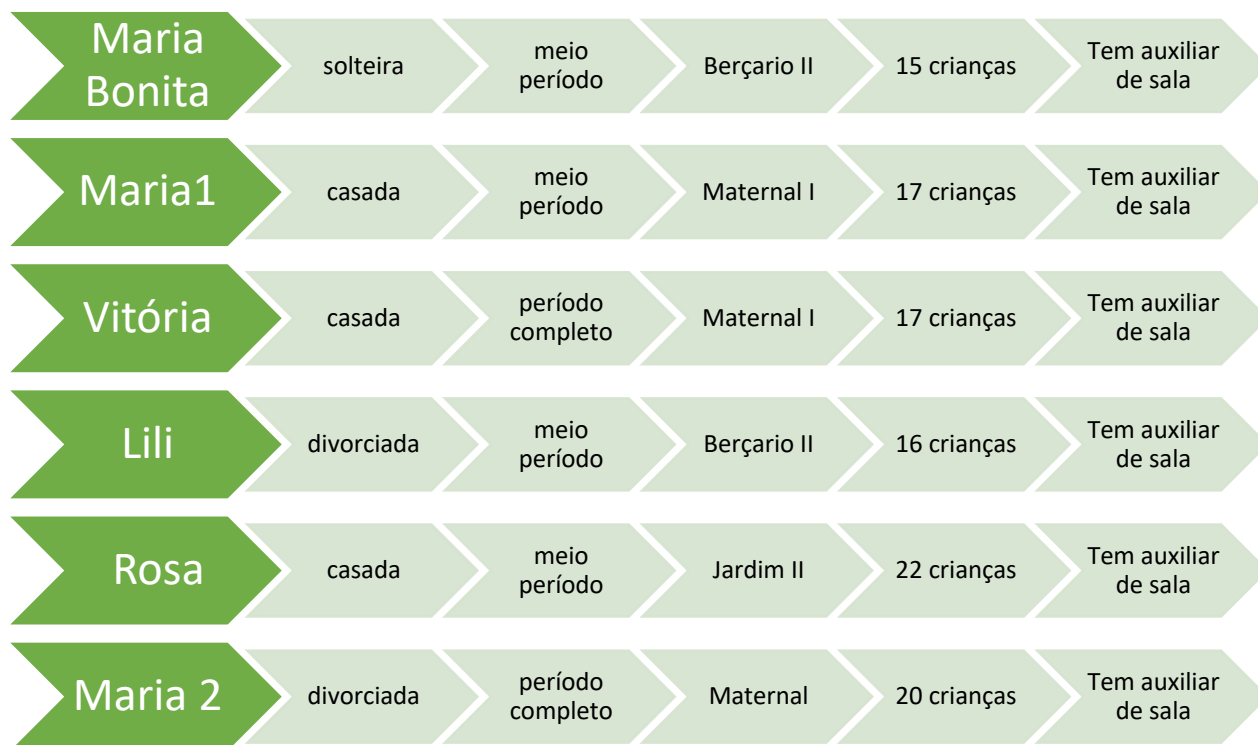 Maria
Bonita
solteira
meio
período
Berçario II
15 crianças
Tem auxiliar
de sala
Maria1
casada
meio
período
Maternal I
17 crianças
Tem auxiliar
de sala
Vitória
casada
período
completo
Maternal I
17 crianças
Tem auxiliar
de sala
Lili
divorciada
meio
período
Berçario II
16 crianças
Tem auxiliar
de sala
Rosa
casada
meio
período
Jardim II
22 crianças
Tem auxiliar
de sala
Maria 2
divorciada
período
completo
Maternal
20 crianças
Tem auxiliar
de sala